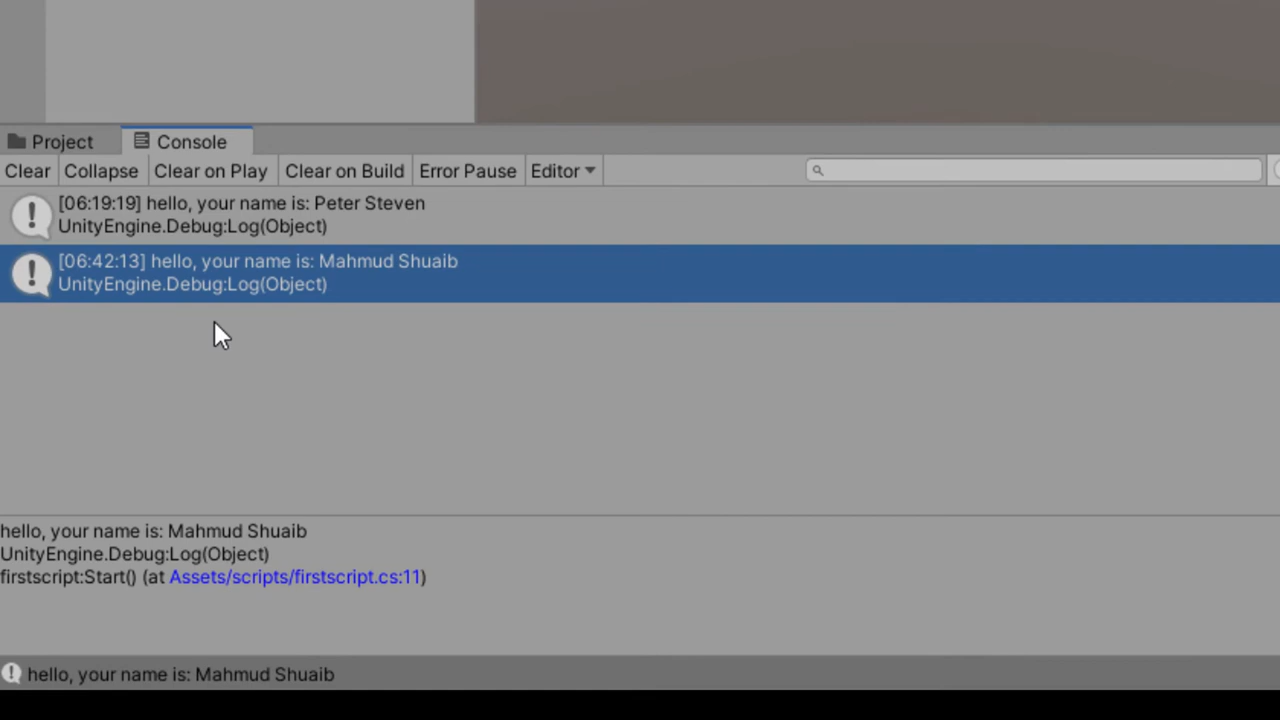 Project Console
Clear Collapse Clear on Play Clear on Build Error Pause Editor
[06:19:19] hello, your name is: Peter Steven
UnityEngine.Debug:Log(Object)
[06:42:13] hello, your name is: Mahmud Shuaib
UnityEngine.Debug:Log(Object)
hello, your name is: Mahmud Shuaib
UnityEngine.Debug:Log(Object)
firstscript:Start() (at Assets/scripts/firstscript.cs:11)
hello, your name is: Mahmud Shuaib